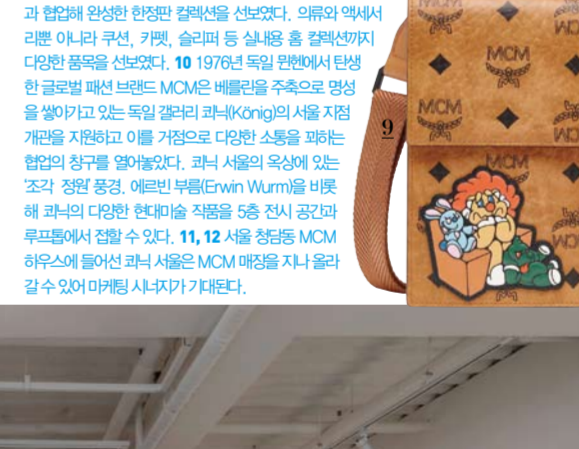 과 협업해 완성한 한정판 컬렉션을 선보였다. 의류와 액세서
리뿐 아니라 쿠션, 카펫, 슬리퍼 등 실내용 홈 컬렉션까지
다양한 품목을 선보였다. 10 1976년 독일 뮌헨에서 탄생
한 글로벌 패션 브랜드 MCM은 베를린을 주축으로 명성
을 쌓아가고 있는 독일 갤러리 쾨닉(König)의 서울 지점
개관을 지원하고 이를 거점으로 다양한 소통을 꾀하는
협업의 창구를 열어놓았다. 쾨닉 서울의 옥상에 있는
‘조각 정원’ 풍경. 에르빈 부름(Erwin Wurm)을 비롯
해 쾨닉의 다양한 현대미술 작품을 5층 전시 공간과
루프톱에서 접할 수 있다. 11, 12 서울 청담동 MCM
하우스에 들어선 쾨닉 서울은 MCM 매장을 지나 올라
갈 수 있어 마케팅 시너지가 기대된다.
9
MCM
MCM
MCM
MCM